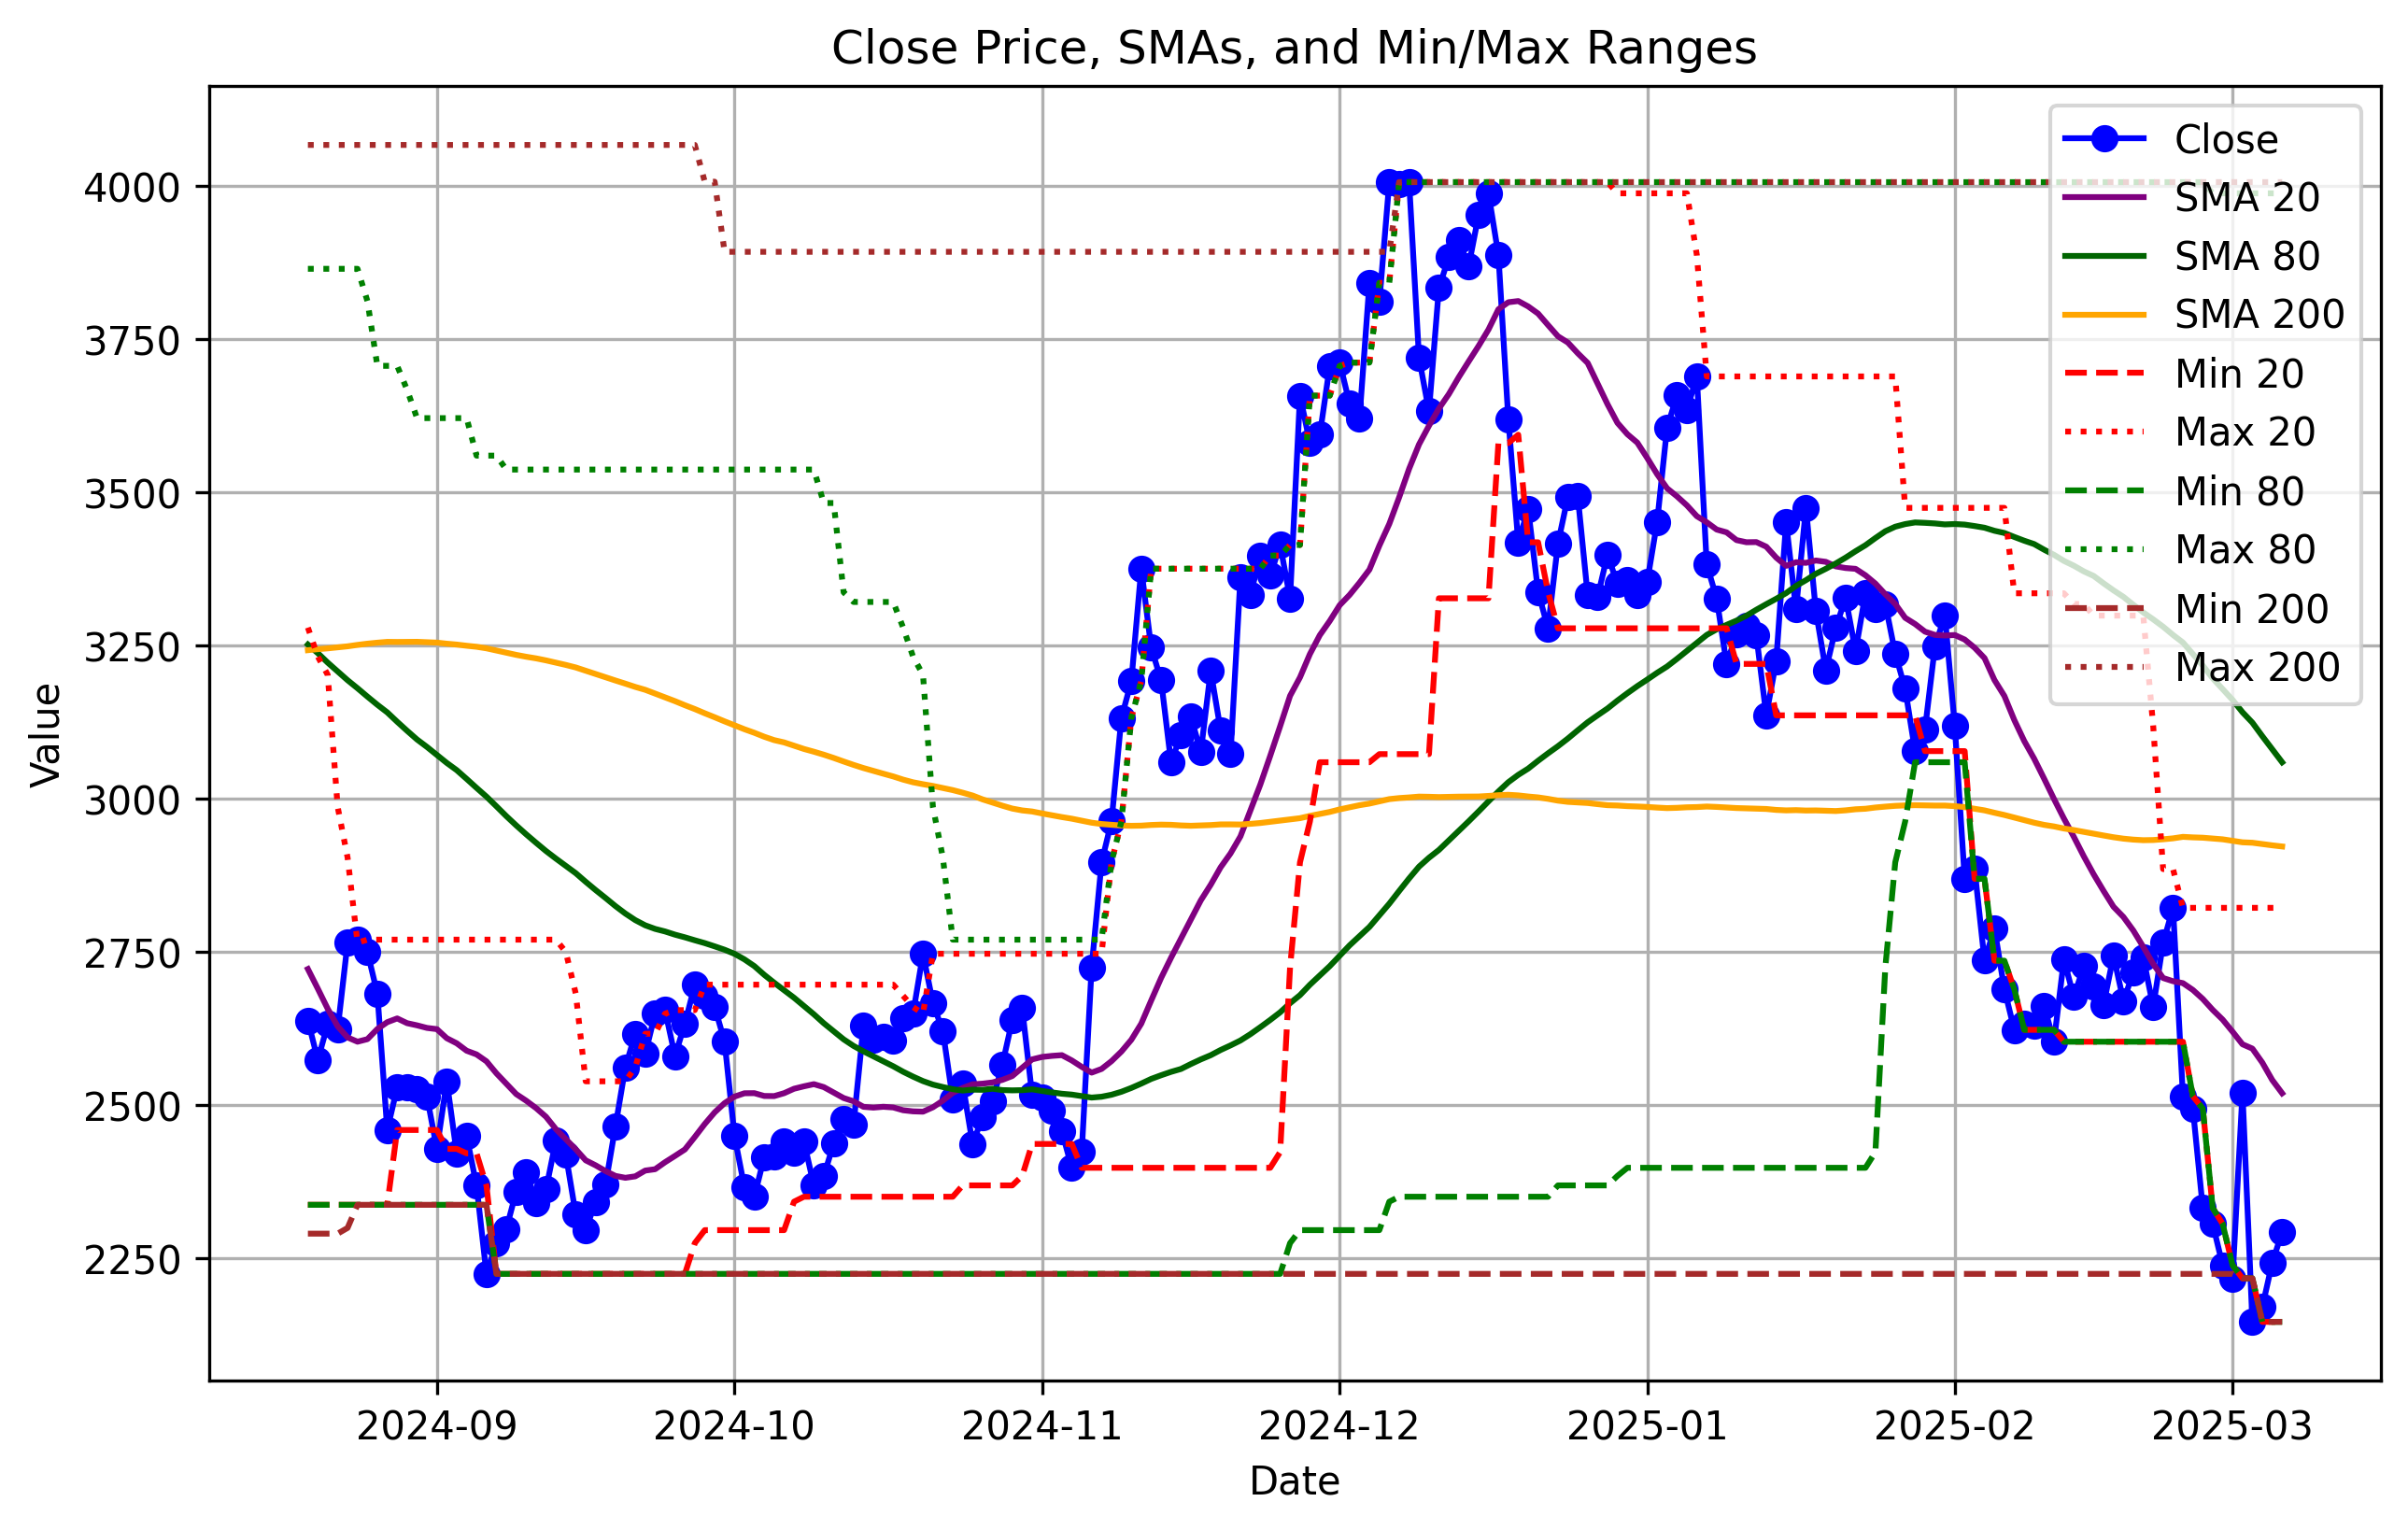 Close Price, SMAs, and Min/Max Ranges
Close
SMA 20
SMA 80
SMA 200
Min 20
Max 20
Min 80
Max 80
Min 200
Max 200
Value
4000
3750
3500
3250
3000
2750
2500
2250
2024-09 2024-10 2024-11 2024-12 2025-01 2025-02 2025-03
Date